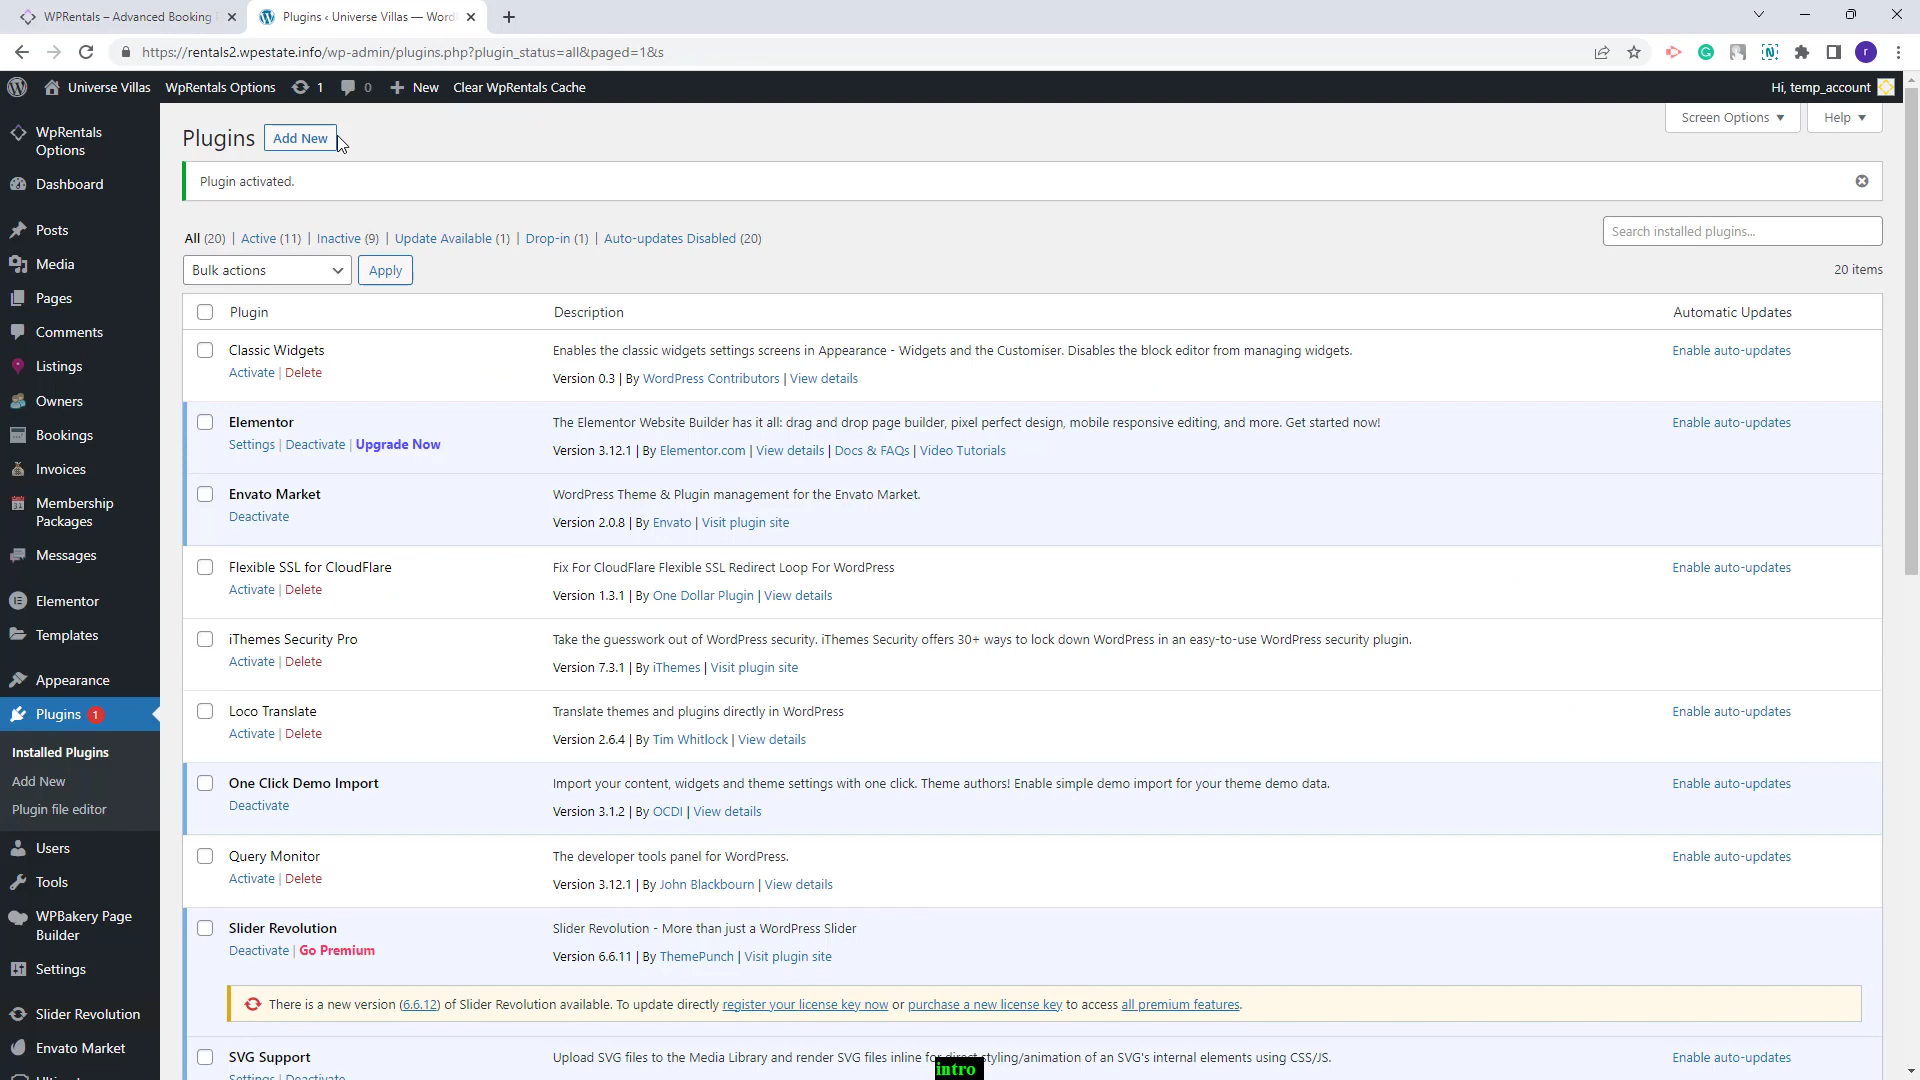 WPRentals – Advanced Booking
Plugins ‹ Universe Villas — Word
https://rentals2.wpestate.info/wp-admin/plugins.php?plugin_status=all&paged=1&s
r
Universe Villas
WpRentals Options
1
0
New
Clear WpRentals Cache
Hi, temp_account
WpRentals
Options
Dashboard
Posts
Media
Pages
Comments
Listings
Owners
Bookings
Invoices
Membership
Packages
Messages
Elementor
Templates
Appearance
Plugins 1
Installed Plugins
Add New
Plugin file editor
Users
Tools
WPBakery Page
Builder
Settings
Slider Revolution
Envato Market
Screen Options
Help
Plugins
Add New
Plugin activated.
All (20) | Active (11) | Inactive (9) | Update Available (1) | Drop-in (1) | Auto-updates Disabled (20)
Search installed plugins...
Bulk actions
Apply
20 items
Plugin
Description
Automatic Updates
Classic Widgets
Activate | Delete
Enables the classic widgets settings screens in Appearance - Widgets and the Customiser. Disables the block editor from managing widgets.
Version 0.3 | By WordPress Contributors | View details
Enable auto-updates
Elementor
Settings | Deactivate | Upgrade Now
The Elementor Website Builder has it all: drag and drop page builder, pixel perfect design, mobile responsive editing, and more. Get started now!
Version 3.12.1 | By Elementor.com | View details | Docs & FAQs | Video Tutorials
Enable auto-updates
Envato Market
Deactivate
WordPress Theme & Plugin management for the Envato Market.
Version 2.0.8 | By Envato | Visit plugin site
Flexible SSL for CloudFlare
Activate | Delete
Fix For CloudFlare Flexible SSL Redirect Loop For WordPress
Version 1.3.1 | By One Dollar Plugin | View details
Enable auto-updates
iThemes Security Pro
Activate | Delete
Take the guesswork out of WordPress security. iThemes Security offers 30+ ways to lock down WordPress in an easy-to-use WordPress security plugin.
Version 7.3.1 | By iThemes | Visit plugin site
Loco Translate
Activate | Delete
Translate themes and plugins directly in WordPress
Version 2.6.4 | By Tim Whitlock | View details
Enable auto-updates
One Click Demo Import
Deactivate
Import your content, widgets and theme settings with one click. Theme authors! Enable simple demo import for your theme demo data.
Version 3.1.2 | By OCDI | View details
Enable auto-updates
Query Monitor
Activate | Delete
The developer tools panel for WordPress.
Version 3.12.1 | By John Blackbourn | View details
Enable auto-updates
Slider Revolution
Deactivate | Go Premium
Slider Revolution - More than just a WordPress Slider
Version 6.6.11 | By ThemePunch | Visit plugin site
There is a new version (6.6.12) of Slider Revolution available. To update directly register your license key now or purchase a new license key to access all premium features.
SVG Support
Settings | Deactivate
Upload SVG files to the Media Library and render SVG files inline for direct styling/animation of an SVG's internal elements using CSS/JS.
Enable auto-updates
intro